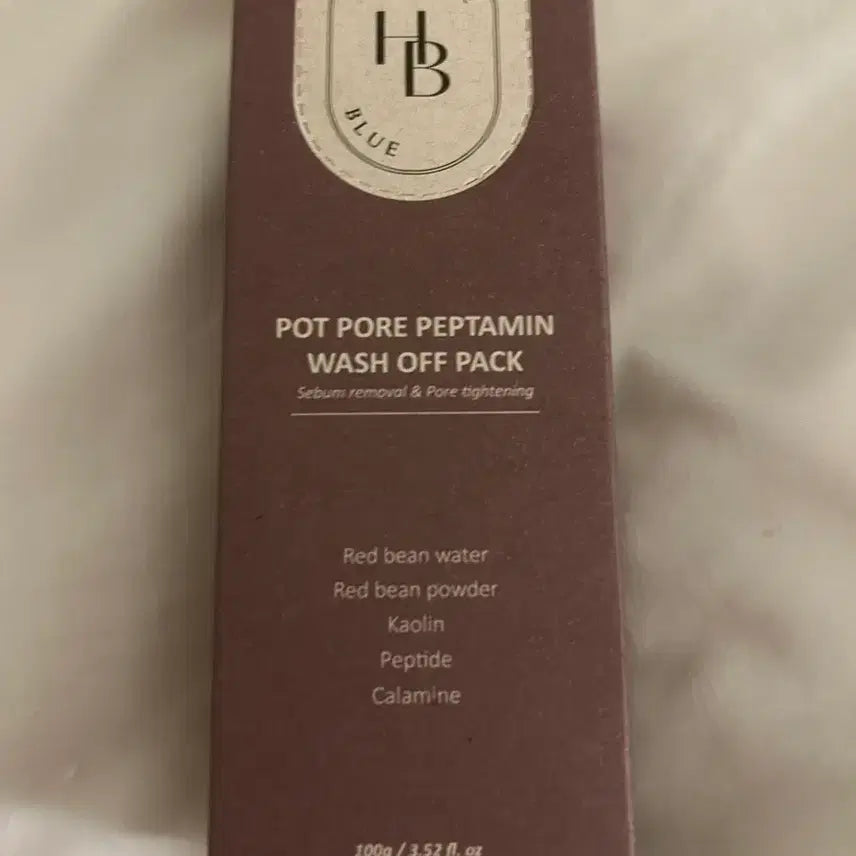 HB
BLUE
POT PORE PEPTAMIN
WASH OFF PACK
Sebum removal & Pore tightening
Red bean water
Red bean powder
Kaolin
Peptide
Calamine
100g / 3.52 fl. oz